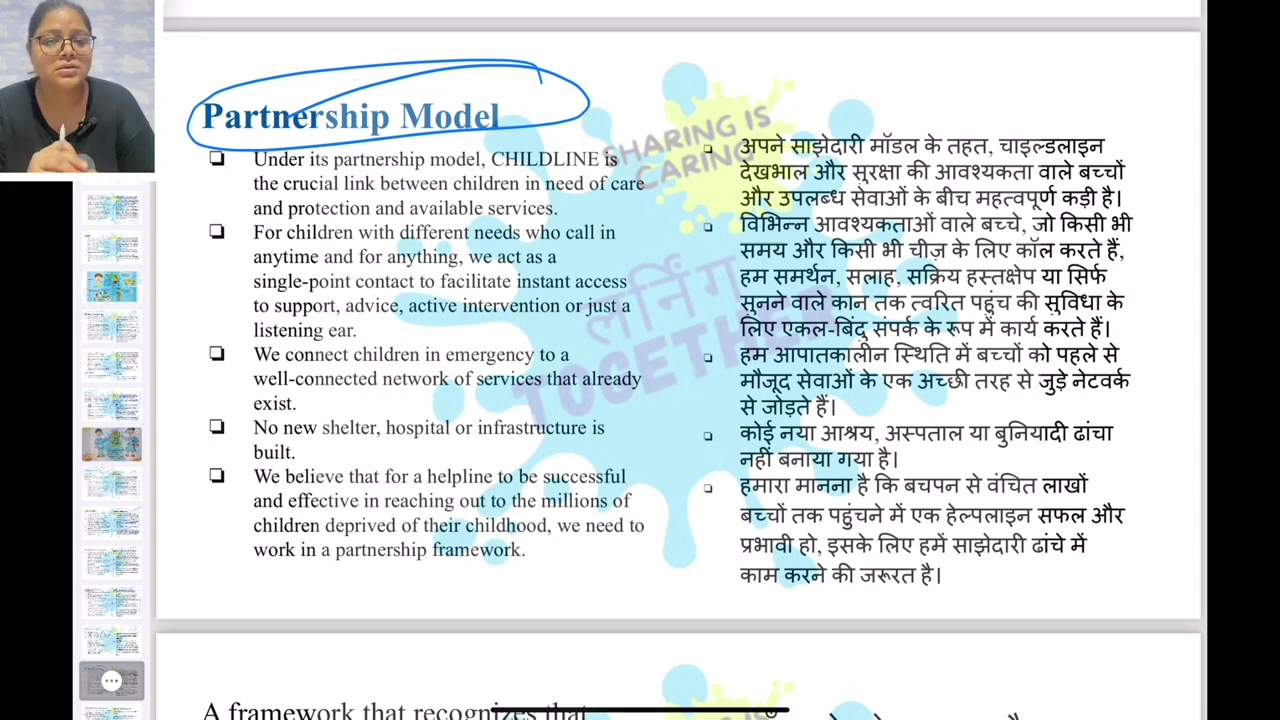 Partnership Model
❑ Under its partnership model, CHILDLINE is
the crucial link between children in need of care
and protection and available services.
❑ For children with different needs who call in
anytime and for anything, we act as a
single-point contact to facilitate instant access
to support, advice, active intervention or just a
listening ear.
❑ We connect children in emergency to a
well-connected network of services that already
exist.
❑ No new shelter, hospital or infrastructure is
built.
❑ We believe that for a helpline to be successful
and effective in reaching out to the millions of
children deprived of their childhood, we need to
work in a partnership framework.
❑ अपने साझेदारी मॉडल के तहत, चाइल्डलाइन
देखभाल और सुरक्षा की आवश्यकता वाले बच्चों
और उपलब्ध सेवाओं के बीच महत्वपूर्ण कड़ी है।
❑ विभिन्न आवश्यकताओं वाले बच्चे, जो किसी भी
समय और किसी भी चीज़ के लिए कॉल करते हैं,
हम समर्थन, सलाह, सक्रिय हस्तक्षेप या सिर्फ
सुनने वाले कान तक त्वरित पहुंच की सुविधा के
लिए एकल-बिंदु संपर्क के रूप में कार्य करते हैं।
❑ हम आपातकालीन स्थिति में बच्चों को पहले से
मौजूद सेवाओं के एक अच्छी तरह से जुड़े नेटवर्क
से जोड़ते हैं।
❑ कोई नया आश्रय, अस्पताल या बुनियादी ढांचा
नहीं बनाया गया है।
❑ हमारा मानना है कि बचपन से वंचित लाखों
बच्चों तक पहुंचने में एक हेल्पलाइन सफल और
प्रभावी हो, इसके लिए हमें साझेदारी ढांचे में
काम करने की जरूरत है।
SHARING IS
CARING
लर्निंग
TOGETHER
A framework that recognizes that